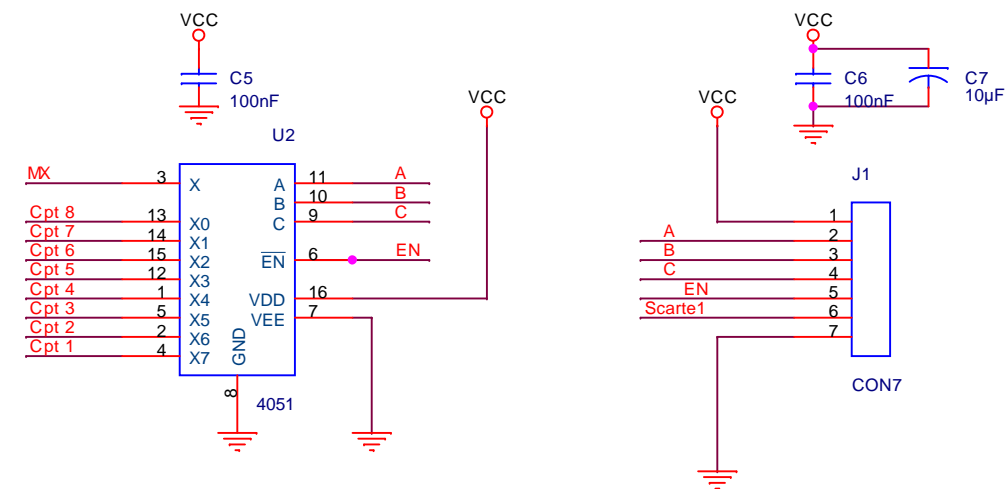 VCC
C5
100nF
U2
VCC
MX 3 X A 11 A
B 10 B
Cpt 8 13 X0 C 9 C
Cpt 7 14 X1
Cpt 6 15 X2 EN 6 EN
Cpt 5 12 X3
Cpt 4 1 X4 VDD 16
Cpt 3 5 X5 VEE 7
Cpt 2 2 X6
Cpt 1 4 X7
GND
8
4051
VCC
C6
100nF
C7
10µF
VCC
J1
1
A 2
B 3
C 4
EN 5
Scarte1 6
7
CON7